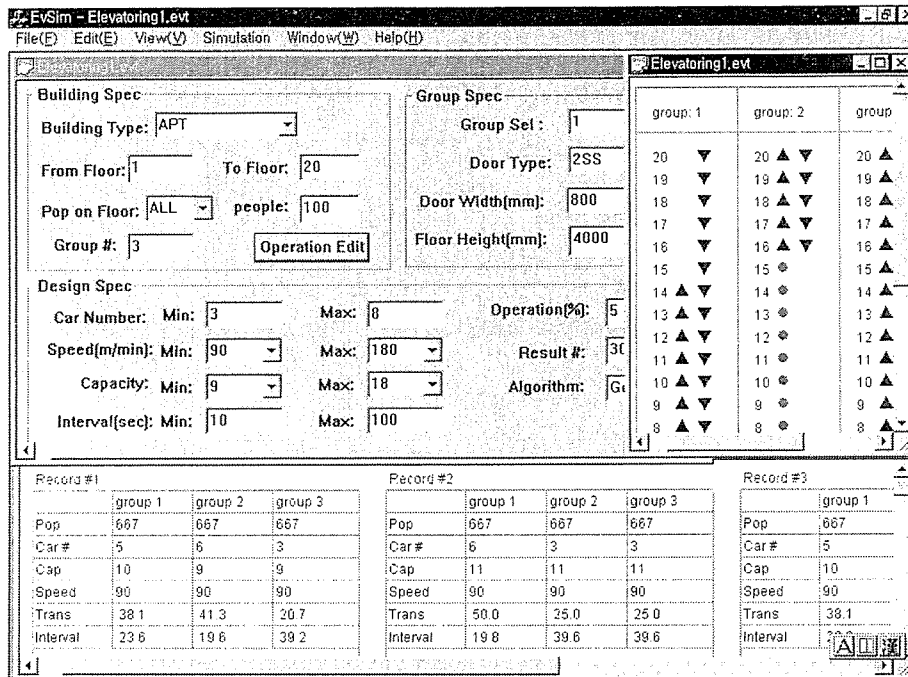 EvSim - Elevatoring1.evt
File(F) Edit(E) View(V) Simulation Window(W) Help(H)
Elevatoring1.evt
Building Spec
Building Type: APT
From Floor: 1 To Floor: 20
Pop on Floor: ALL people: 100
Group #: 3 Operation Edit
Group Spec
Group Sel : 1
Door Type: 2SS
Door Width(mm): 800
Floor Height(mm): 4000
Design Spec
Car Number: Min: 3 Max: 8
Speed(m/min): Min: 90 Max: 180
Capacity: Min: 9 Max: 18
Interval(sec): Min: 10 Max: 100
Operation(%): 5
Result #: 30
Algorithm:
Elevatoring1.evt
group: 1 group: 2 group
20 20 20
19 19 19
18 18 18
17 17 17
16 16 16
15 15 15
14 14 14
13 13 13
12 12 12
11 11 11
10 10 10
9 9 9
8 8 8
Record #1
group 1 group 2 group 3
Pop 667 667 667
Car # 5 6 3
Cap 10 9 9
Speed 90 90 90
Trans 38.1 41.3 20.7
Interval 23.6 19.6 39.2
Record #2
group 1 group 2 group 3
Pop 667 667 667
Car # 6 3 3
Cap 11 11 11
Speed 90 90 90
Trans 50.0 25.0 25.0
Interval 19.8 39.6 39.6
Record #3
group 1
Pop 667
Car # 5
Cap 10
Speed 90
Trans 38.1
Interval
A 漢